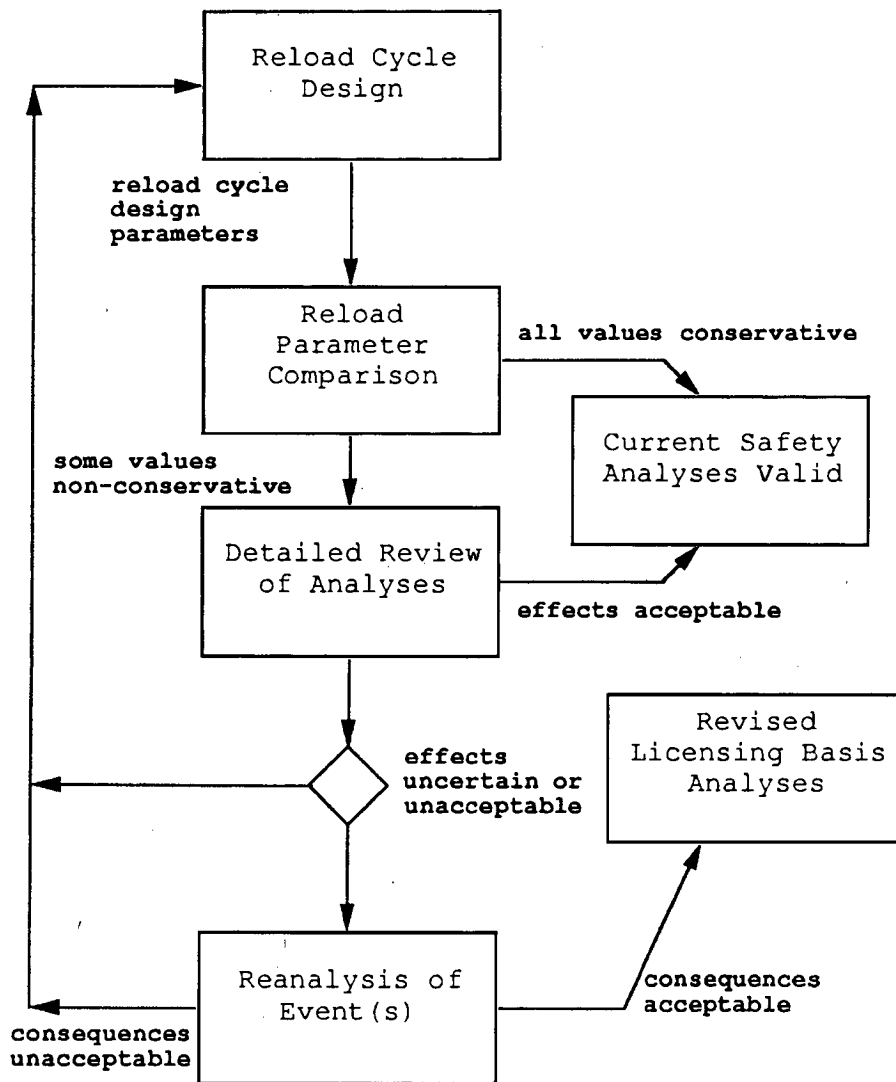 Reload Cycle
Design
reload cycle
design
parameters
Reload
Parameter
Comparison
all values conservative
Current Safety
Analyses Valid
some values
non-conservative
Detailed Review
of Analyses
effects acceptable
effects
uncertain or
unacceptable
Revised
Licensing Basis
Analyses
Reanalysis of
Event(s)
consequences
acceptable
consequences
unacceptable